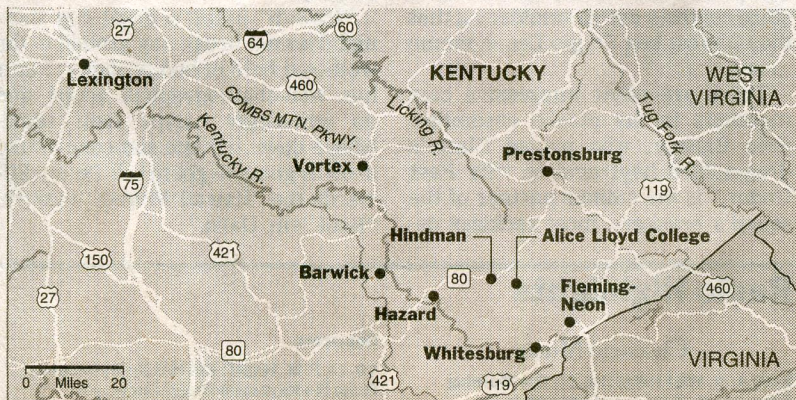 27
60
64
Lexington
460
KENTUCKY
WEST
VIRGINIA
COMBS MTN. PKWY.
Licking R.
Tug Fork R.
Kentucky R.
Vortex
Prestonsburg
75
119
Hindman
Alice Lloyd College
150
421
Barwick
80
Fleming-
Neon
460
27
Hazard
80
Whitesburg
VIRGINIA
0 Miles 20
421
119